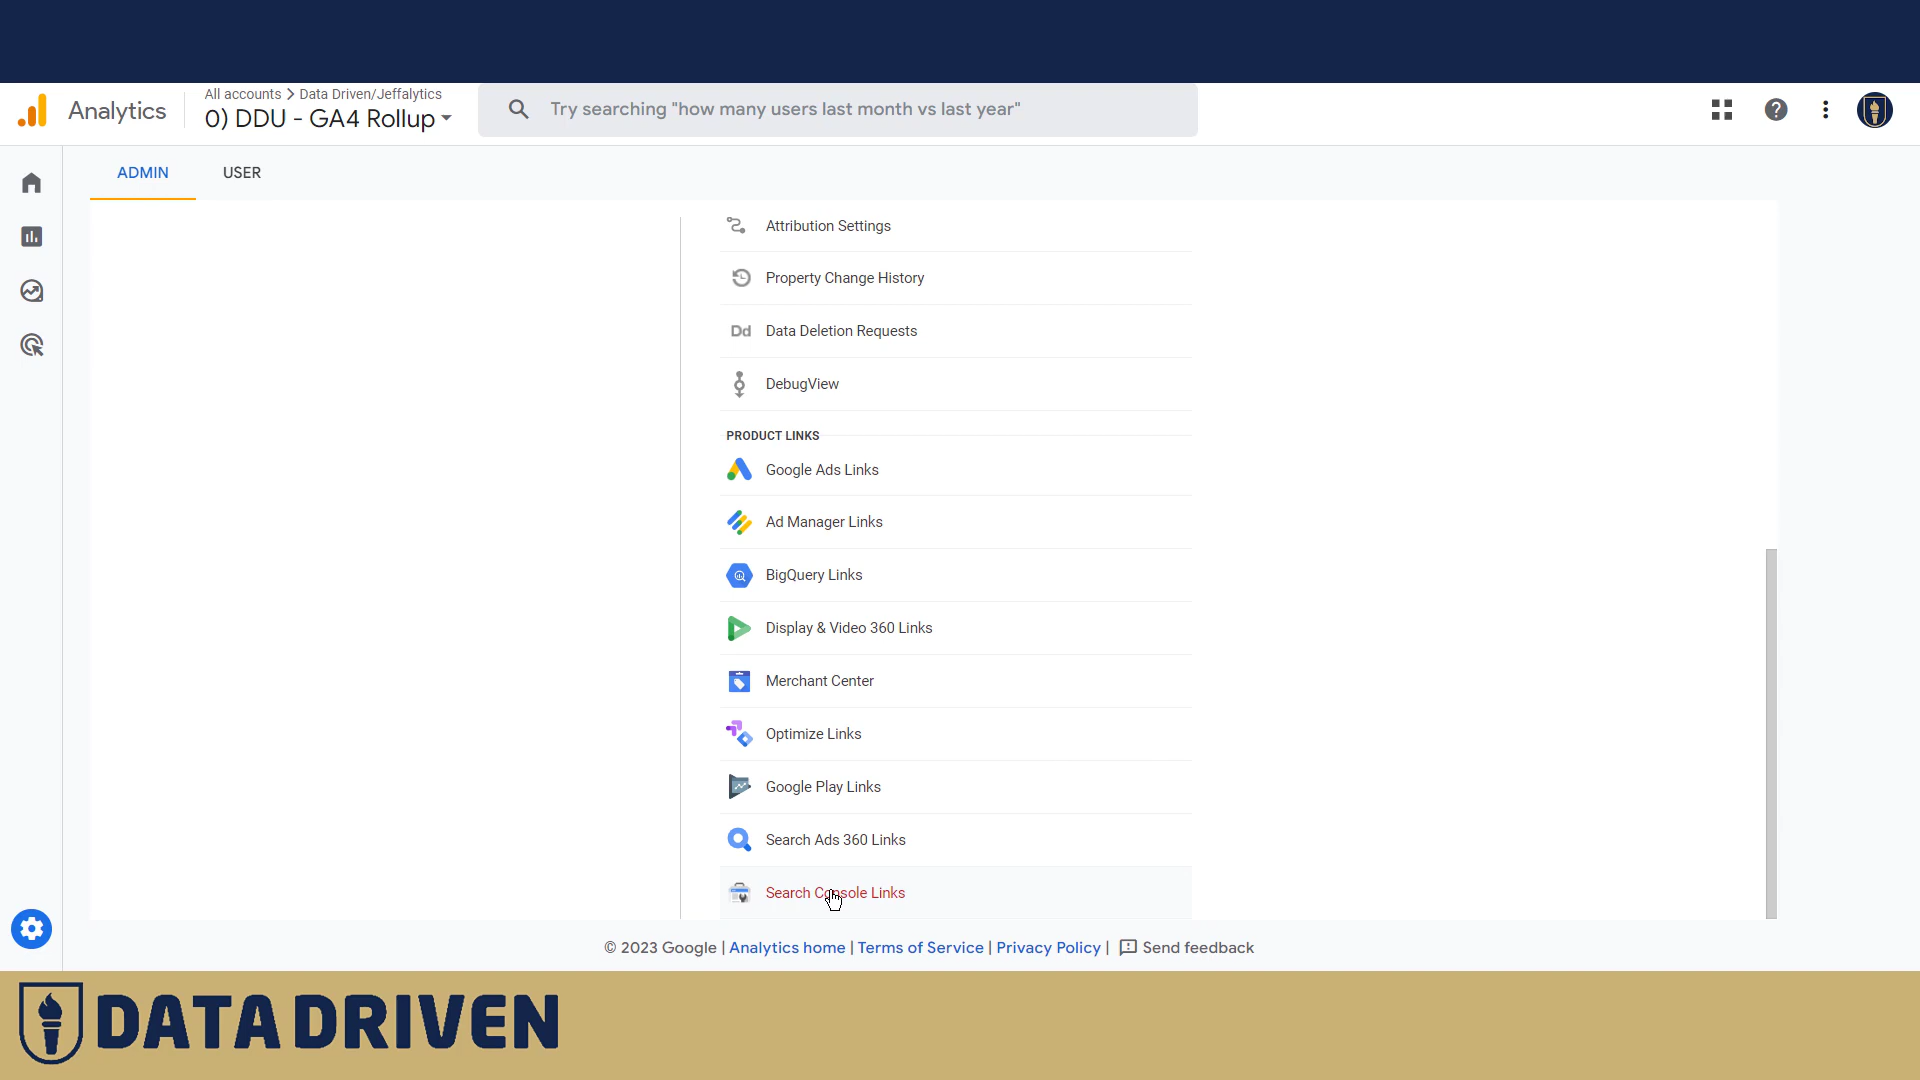 Analytics
All accounts > Data Driven/Jeffalytics
0) DDU - GA4 Rollup
Try searching "how many users last month vs last year"
ADMIN
USER
Attribution Settings
Property Change History
Dd Data Deletion Requests
DebugView
PRODUCT LINKS
Google Ads Links
Ad Manager Links
BigQuery Links
Display & Video 360 Links
Merchant Center
Optimize Links
Google Play Links
Search Ads 360 Links
Search Console Links
© 2023 Google | Analytics home | Terms of Service | Privacy Policy | Send feedback
DATA DRIVEN